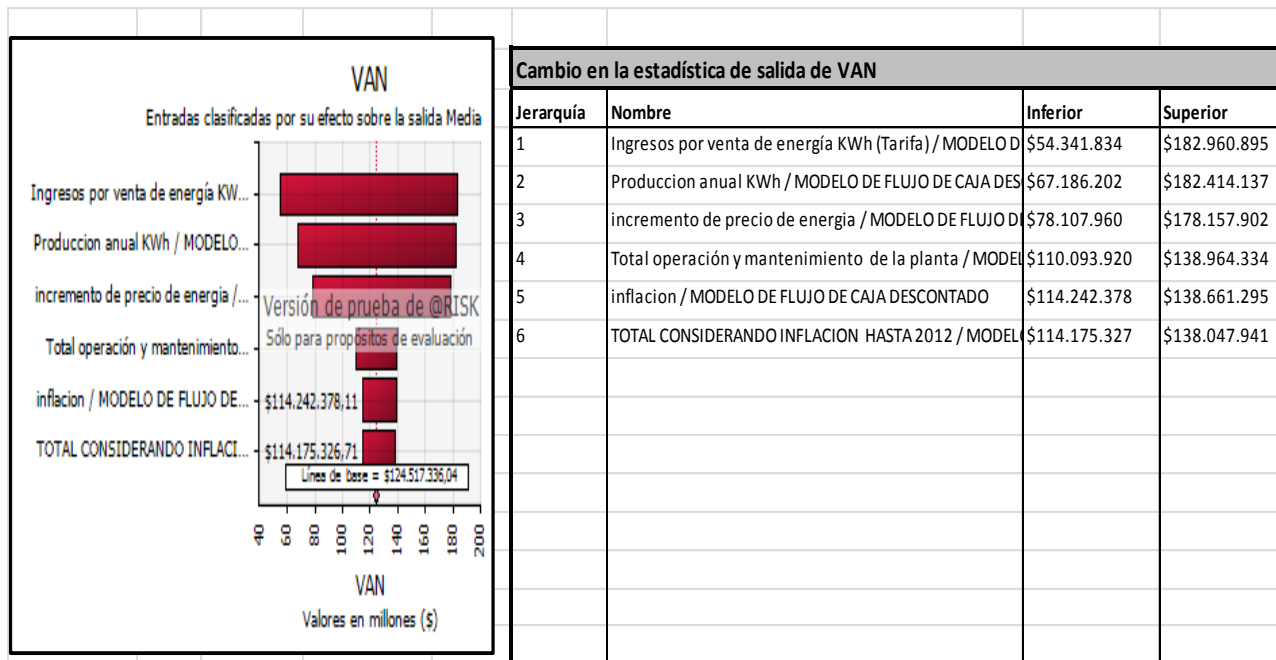 VAN
Entradas clasificadas por su efecto sobre la salida Media
Ingresos por venta de energía KW...
Produccion anual KWh / MODELO...
incremento de precio de energia /...
Total operación y mantenimiento...
inflacion / MODELO DE FLUJO DE...
TOTAL CONSIDERANDO INFLACI...
Versión de prueba de @RISK
Sólo para propósitos de evaluación
$114.242.378,11
$114.175.326,71
Línea de base = $124.517.336,04
40 60 80 100 120 140 160 180 200
VAN
Valores en millones ($)
Cambio en la estadística de salida de VAN
Jerarquía Nombre Inferior Superior
1 Ingresos por venta de energía KWh (Tarifa) / MODELO D $54.341.834 $182.960.895
2 Produccion anual KWh / MODELO DE FLUJO DE CAJA DES $67.186.202 $182.414.137
3 incremento de precio de energia / MODELO DE FLUJO DE $78.107.960 $178.157.902
4 Total operación y mantenimiento de la planta / MODEL $110.093.920 $138.964.334
5 inflacion / MODELO DE FLUJO DE CAJA DESCONTADO $114.242.378 $138.661.295
6 TOTAL CONSIDERANDO INFLACION HASTA 2012 / MODELO $114.175.327 $138.047.941